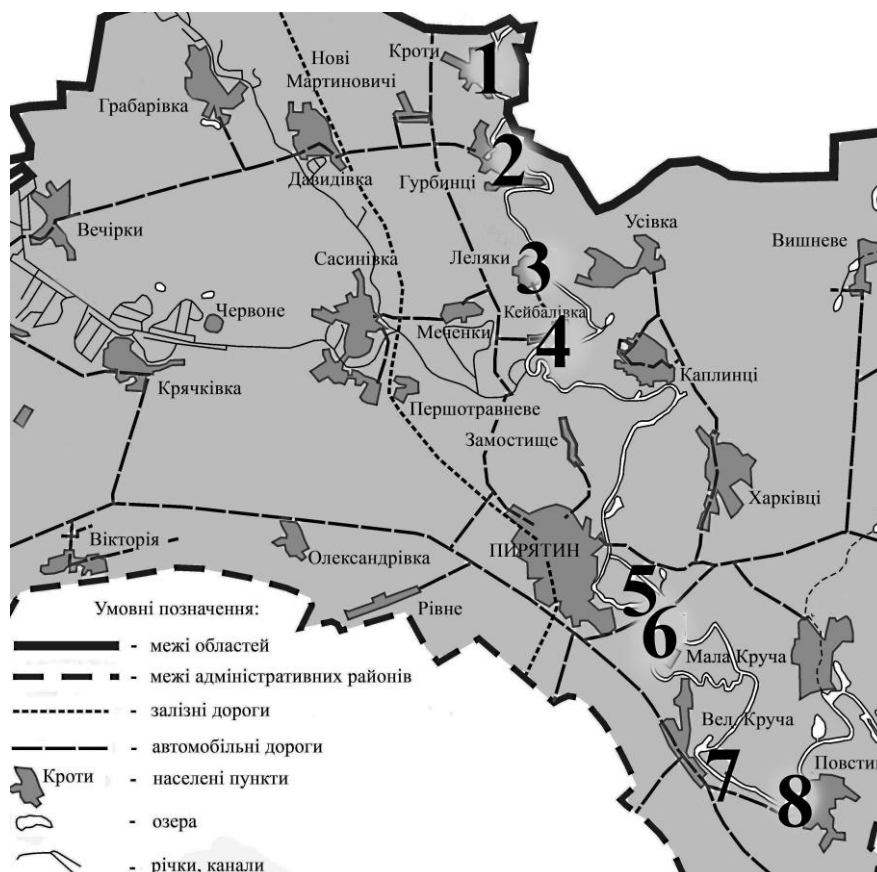 Кроти
1
Нові
Мартиновичі
Грабарівка
2
Давидівка
Гурбинці
Усівка
Вишневе
Вечірки
Сасинівка
Леляки
3
Червоне
Меченки
Кейбалівка
4
Крячківка
Каплинці
Першотравневе
Замостище
Харківці
Вікторія
Олександрівка
ПИРЯТИН
5
Рівне
6
Мала Круча
Вел. Круча
7
8
Повстин
Умовні позначення:
- межі областей
- межі адміністративних районів
- залізні дороги
- автомобільні дороги
Кроти - населені пункти
- озера
- річки, канали